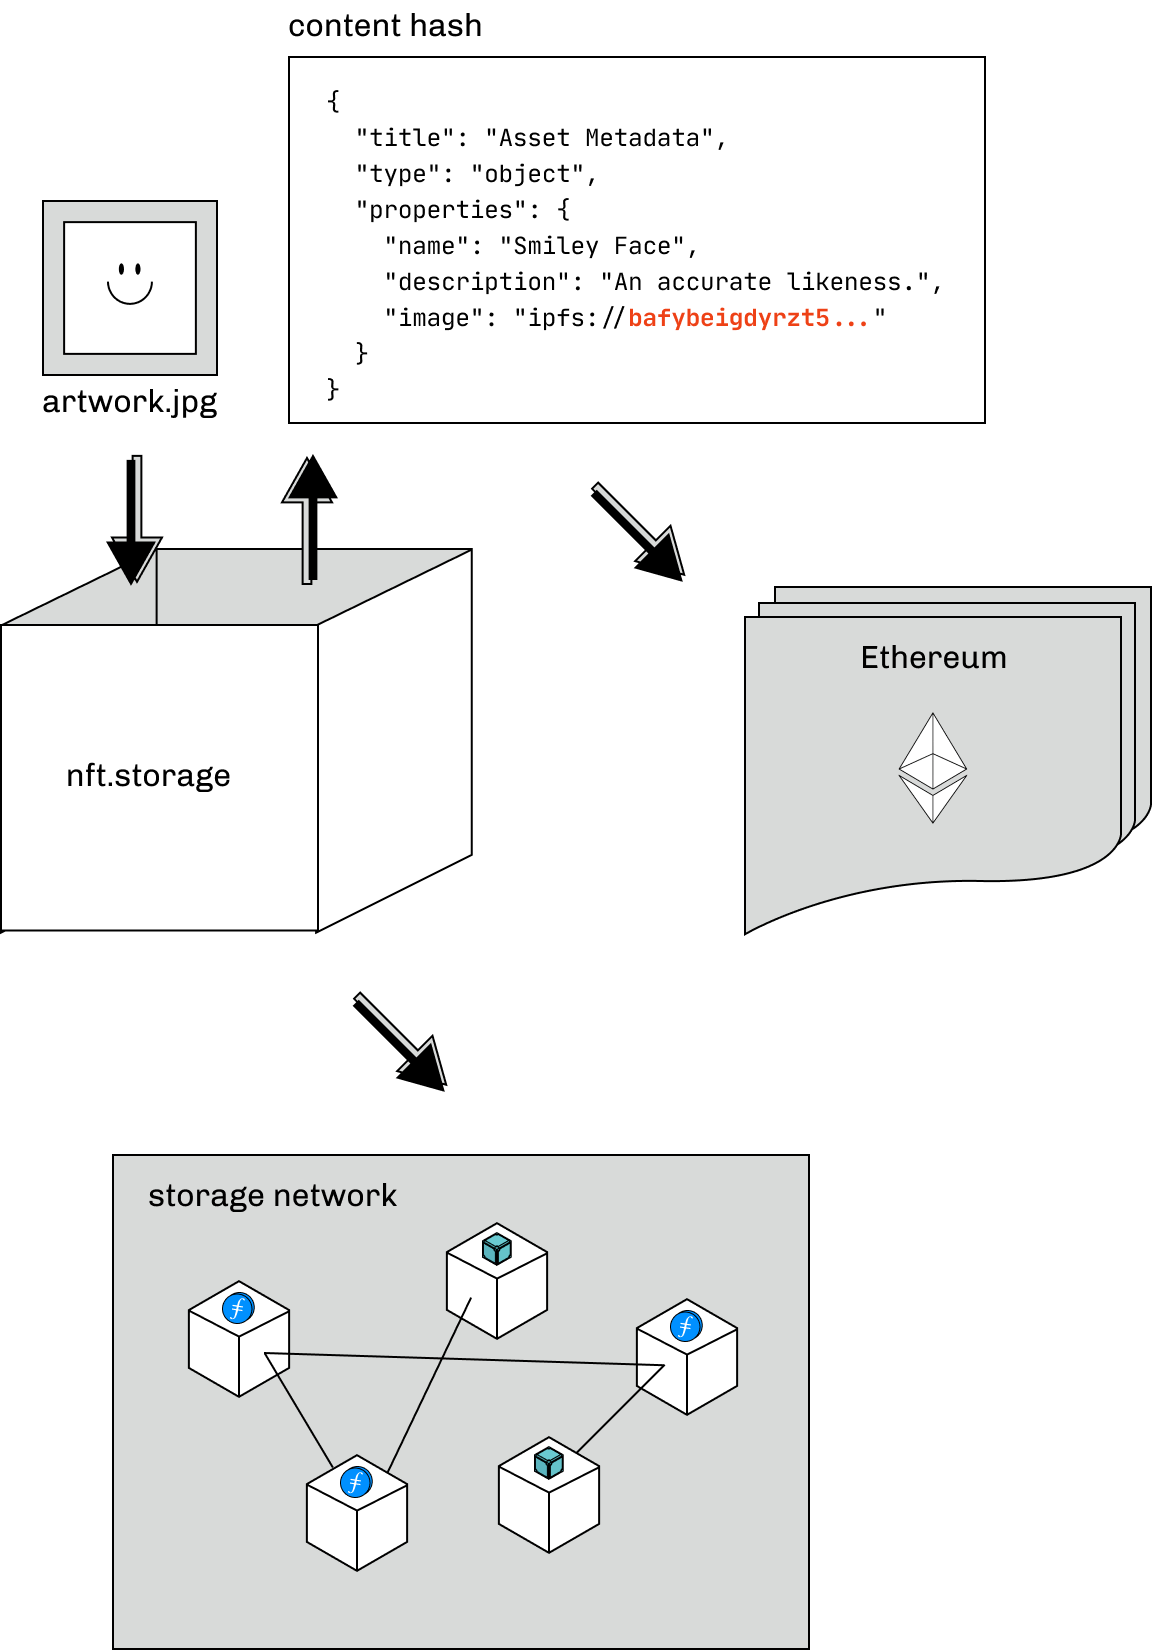 content hash
{
"title": "Asset Metadata",
"type": "object",
"properties": {
"name": "Smiley Face",
"description": "An accurate likeness.",
"image": "ipfs://bafybeigdyrzt5..."
}
}
artwork.jpg
nft.storage
Ethereum
storage network